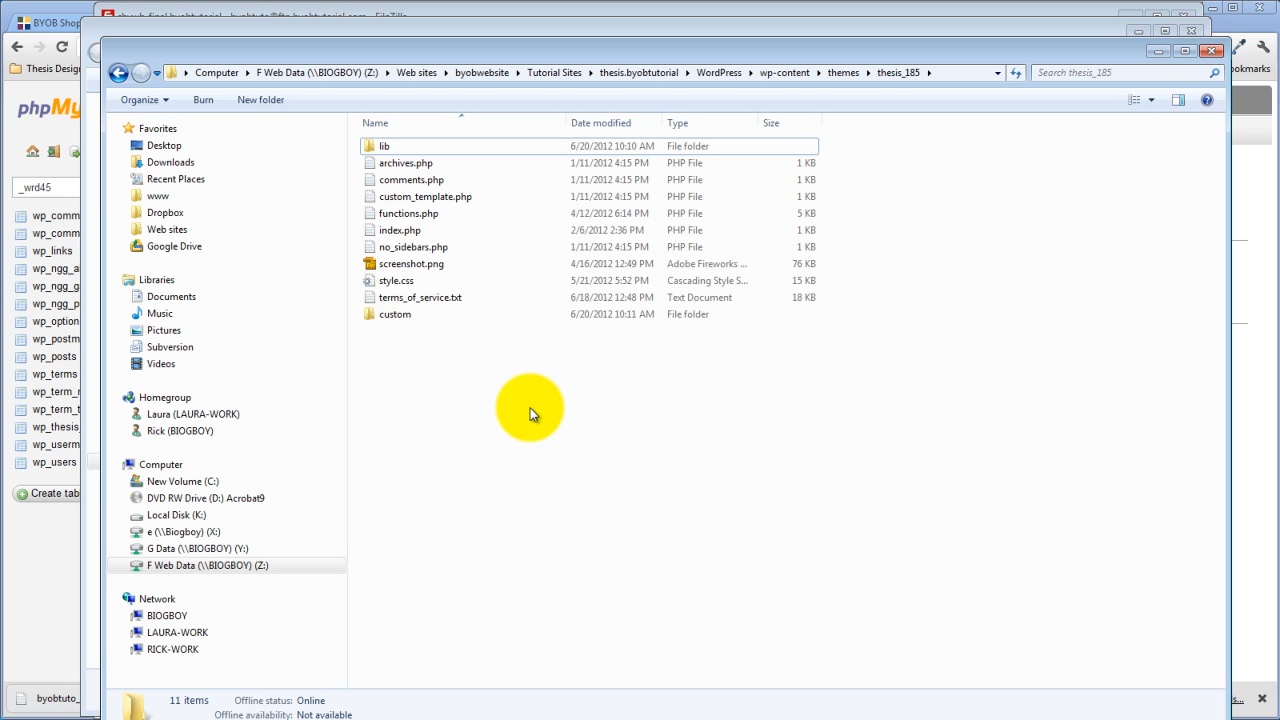 BYOB Shop
Computer F Web Data (\\BIOGBOY) (Z:) Web sites byobwebsite Tutorial Sites thesis.byobtutorial WordPress wp-content themes thesis_185
Search thesis_185
Thesis Design
okmarks
Organize Burn New folder
phpMy
_wrd45
wp_comm
wp_comm
wp_links
wp_ngg_a
wp_ngg_g
wp_ngg_p
wp_option
wp_postm
wp_posts
wp_terms
wp_term_r
wp_term_t
wp_thesis_
wp_userm
wp_users
Create tab
byobtuto_
Favorites
Desktop
Downloads
Recent Places
www
Dropbox
Web sites
Google Drive
Libraries
Documents
Music
Pictures
Subversion
Videos
Homegroup
Laura (LAURA-WORK)
Rick (BIOGBOY)
Computer
New Volume (C:)
DVD RW Drive (D:) Acrobat9
Local Disk (K:)
e (\\Biogboy) (X:)
G Data (\\BIOGBOY) (Y:)
F Web Data (\\BIOGBOY) (Z:)
Network
BIOGBOY
LAURA-WORK
RICK-WORK
Name Date modified Type Size
lib 6/20/2012 10:10 AM File folder
archives.php 1/11/2012 4:15 PM PHP File 1 KB
comments.php 1/11/2012 4:15 PM PHP File 1 KB
custom_template.php 1/11/2012 4:15 PM PHP File 1 KB
functions.php 4/12/2012 6:14 PM PHP File 5 KB
index.php 2/6/2012 2:36 PM PHP File 1 KB
no_sidebars.php 1/11/2012 4:15 PM PHP File 1 KB
screenshot.png 4/16/2012 12:49 PM Adobe Fireworks ... 76 KB
style.css 5/21/2012 5:52 PM Cascading Style S... 15 KB
terms_of_service.txt 6/18/2012 12:48 PM Text Document 18 KB
custom 6/20/2012 10:11 AM File folder
11 items Offline status: Online
Offline availability: Not available